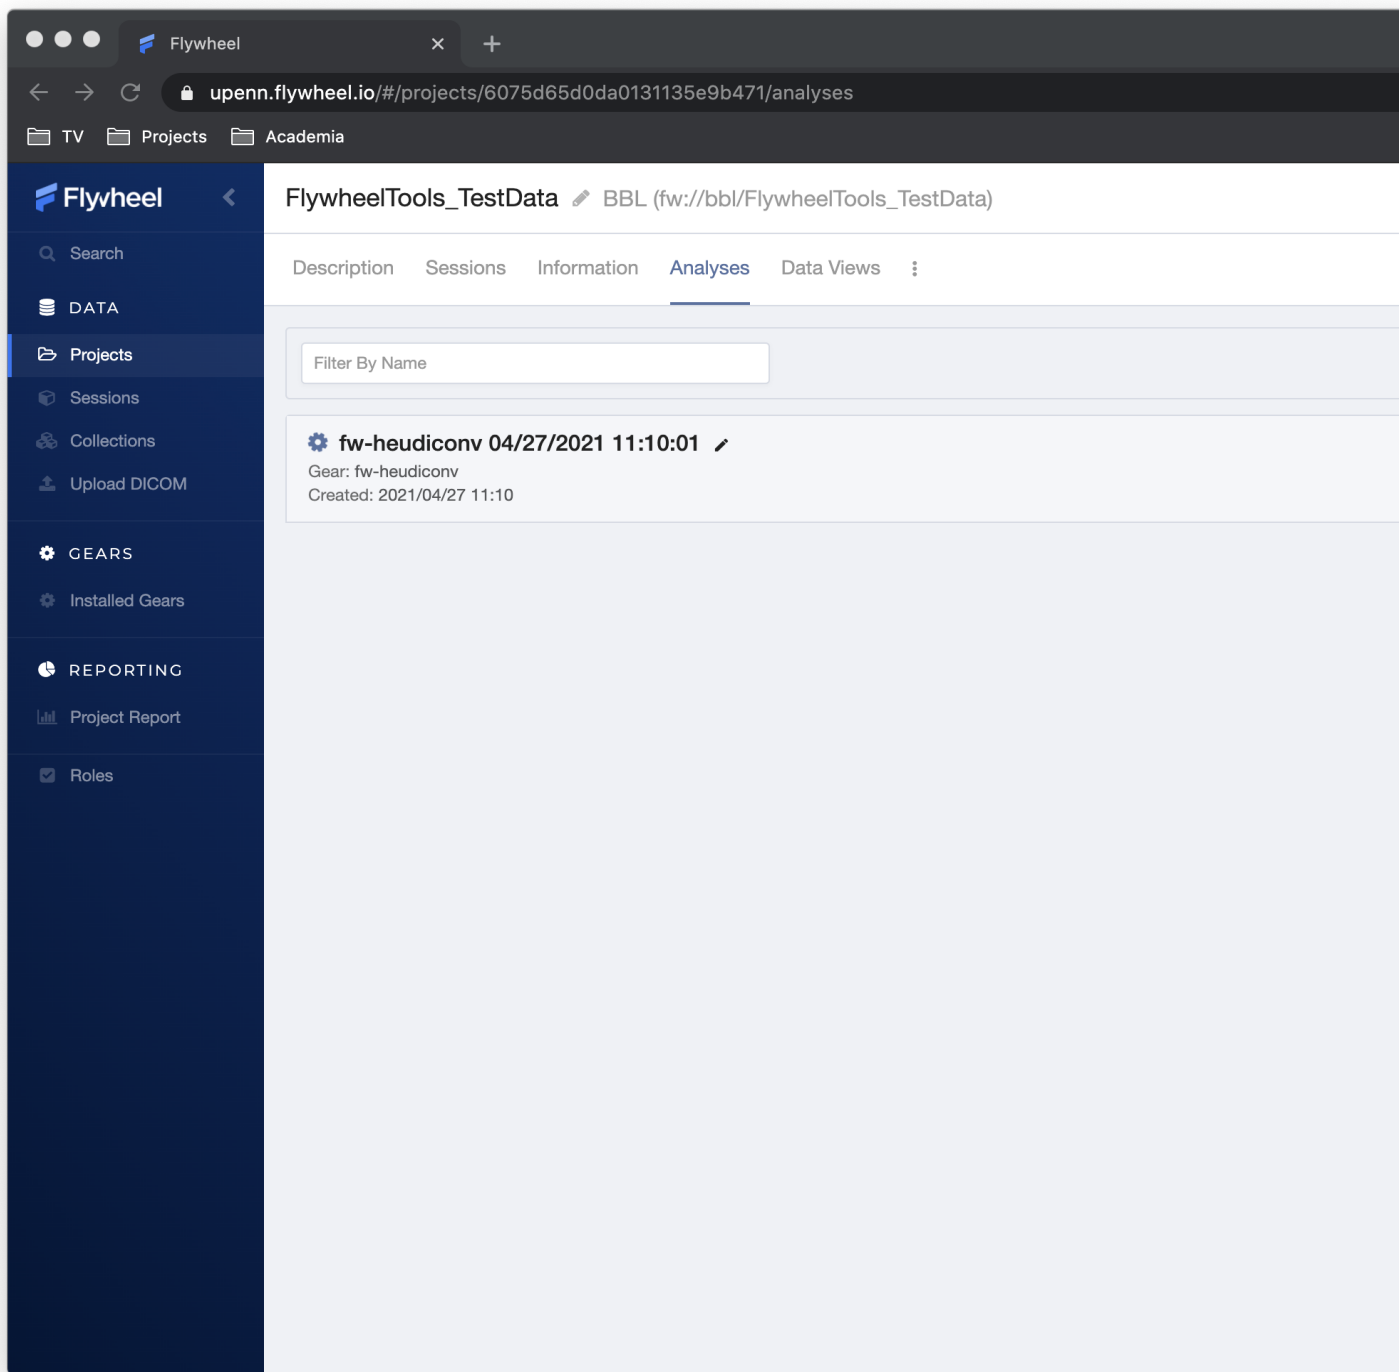 Flywheel
upenn.flywheel.io/#/projects/6075d65d0da0131135e9b471/analyses
TV Projects Academia
Flywheel
Search
DATA
Projects
Sessions
Collections
Upload DICOM
GEARS
Installed Gears
REPORTING
Project Report
Roles
FlywheelTools_TestData BBL (fw://bbl/FlywheelTools_TestData)
Description Sessions Information Analyses Data Views
Filter By Name
fw-heudiconv 04/27/2021 11:10:01
Gear: fw-heudiconv
Created: 2021/04/27 11:10